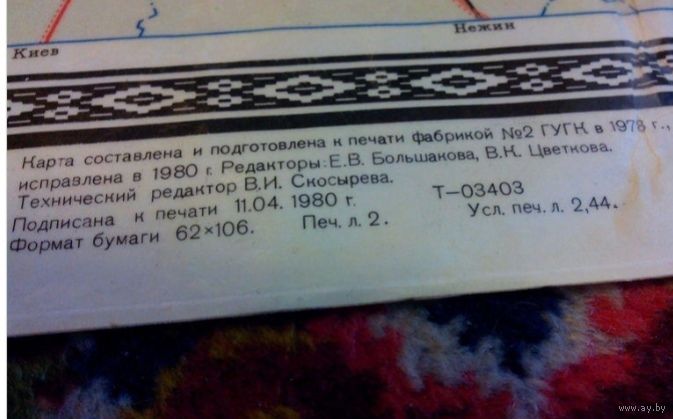 Киев
Нежин
Карта составлена и подготовлена к печати фабрикой №2 ГУГК в 1978 г.,
исправлена в 1980 г. Редакторы: Е.В. Большакова, В.К. Цветкова.
Технический редактор В.И. Скосырева.
Подписана к печати 11.04. 1980 г. Т—03403
Формат бумаги 62×106. Печ. л. 2. Усл. печ. л. 2,44.
www.ay.by